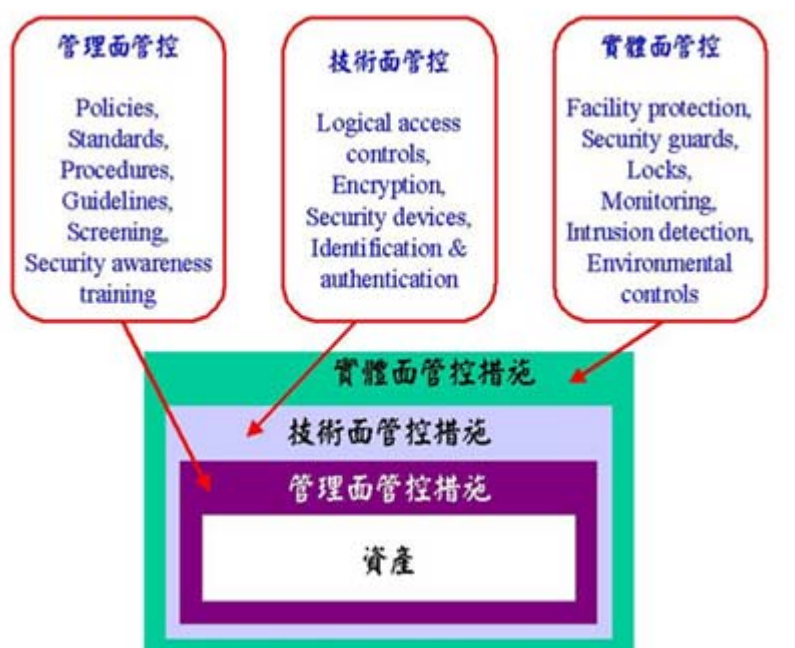 管理面管控
Policies,
Standards,
Procedures,
Guidelines,
Screening,
Security awareness
training
技術面管控
Logical access
controls,
Encryption,
Security devices,
Identification &
authentication
實體面管控
Facility protection,
Security guards,
Locks,
Monitoring,
Intrusion detection,
Environmental
controls
實體面管控措施
技術面管控措施
管理面管控措施
資產